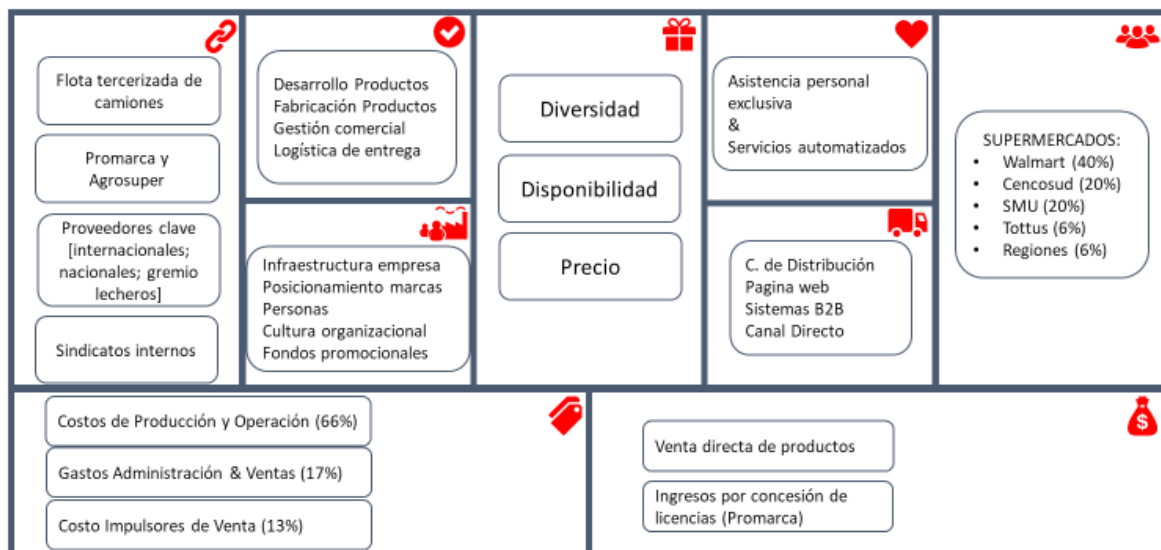 Flota tercerizada de
camiones
Promarca y
Agrosuper
Proveedores clave
[internacionales;
nacionales; gremio
lecheros]
Sindicatos internos
Desarrollo Productos
Fabricación Productos
Gestión comercial
Logística de entrega
Infraestructura empresa
Posicionamiento marcas
Personas
Cultura organizacional
Fondos promocionales
Diversidad
Disponibilidad
Precio
Asistencia personal
exclusiva
&
Servicios automatizados
C. de Distribución
Pagina web
Sistemas B2B
Canal Directo
SUPERMERCADOS:
• Walmart (40%)
• Cencosud (20%)
• SMU (20%)
• Tottus (6%)
• Regiones (6%)
Costos de Producción y Operación (66%)
Gastos Administración & Ventas (17%)
Costo Impulsores de Venta (13%)
Venta directa de productos
Ingresos por concesión de
licencias (Promarca)
$